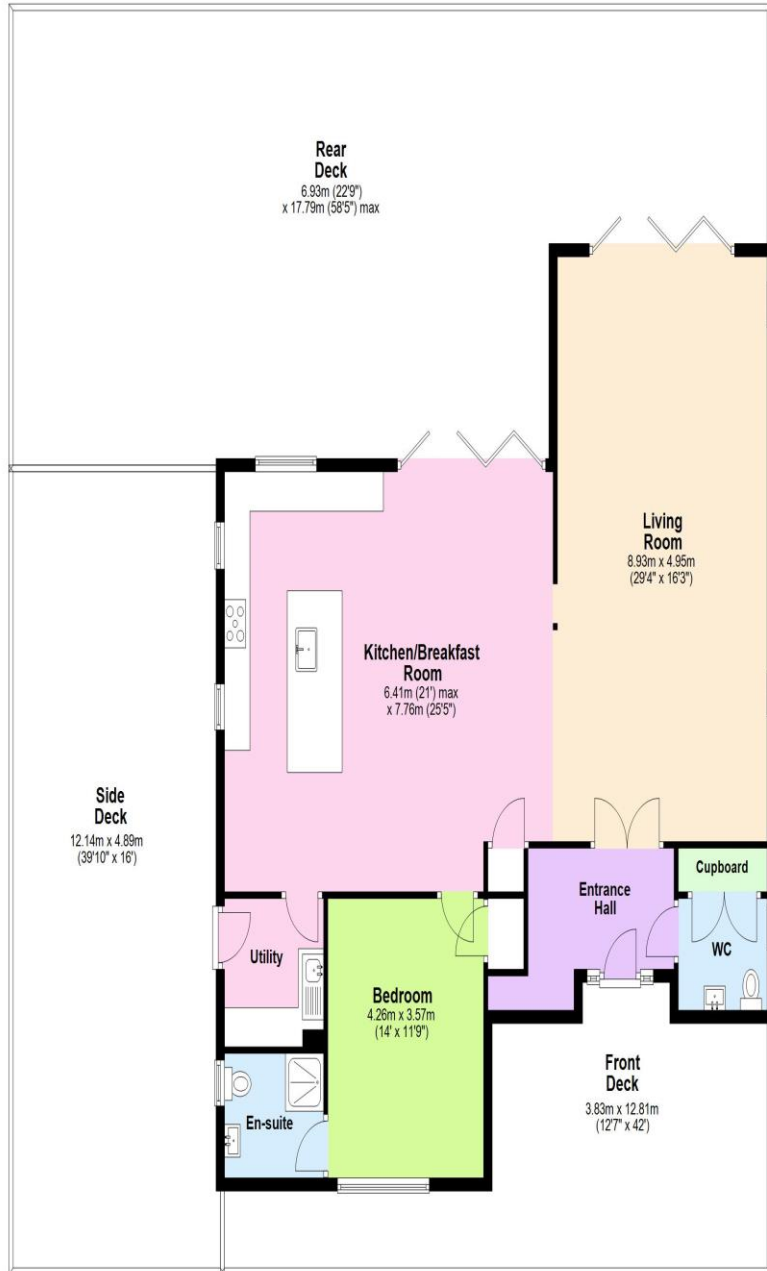 Rear
Deck
6.93m (22'9")
x 17.79m (58'5") max
Living
Room
8.93m x 4.95m
(29'4" x 16'3")
Kitchen/Breakfast
Room
6.41m (21') max
x 7.76m (25'5")
Side
Deck
12.14m x 4.89m
(39'10" x 16')
Cupboard
Entrance
Hall
WC
Utility
Bedroom
4.26m x 3.57m
(14' x 11'9")
Front
Deck
3.83m x 12.81m
(12'7" x 42')
En-suite